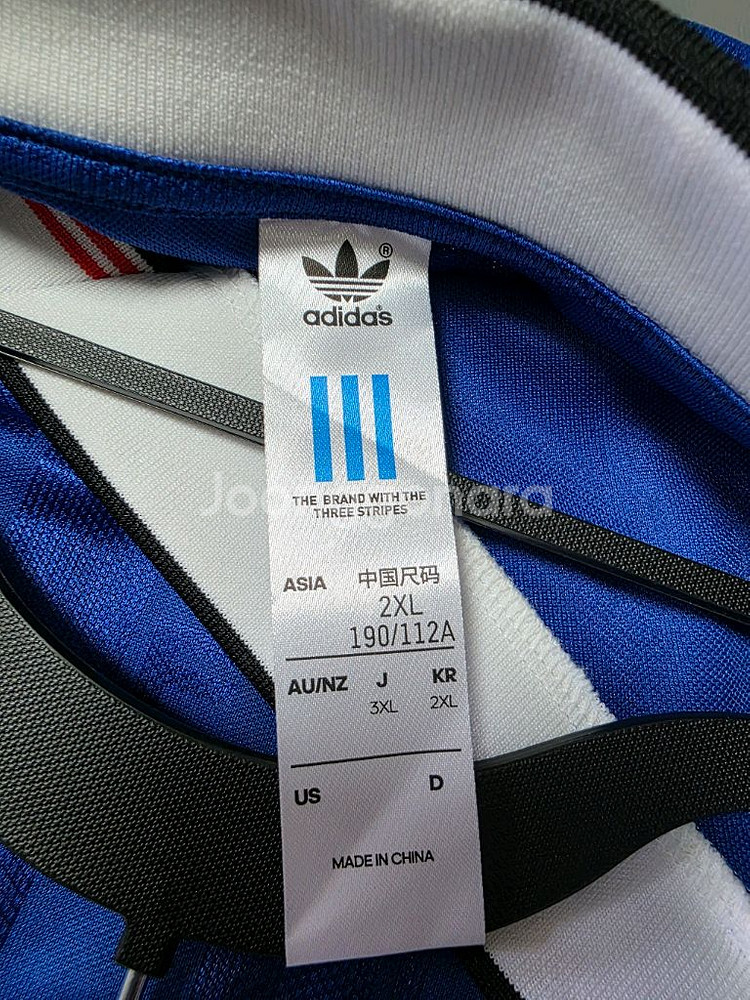 ®
adidas
THE BRAND WITH THE
THREE STRIPES
Joonggonara
ASIA 中国尺码
2XL
190/112A
AU/NZ J KR
3XL 2XL
US D
MADE IN CHINA